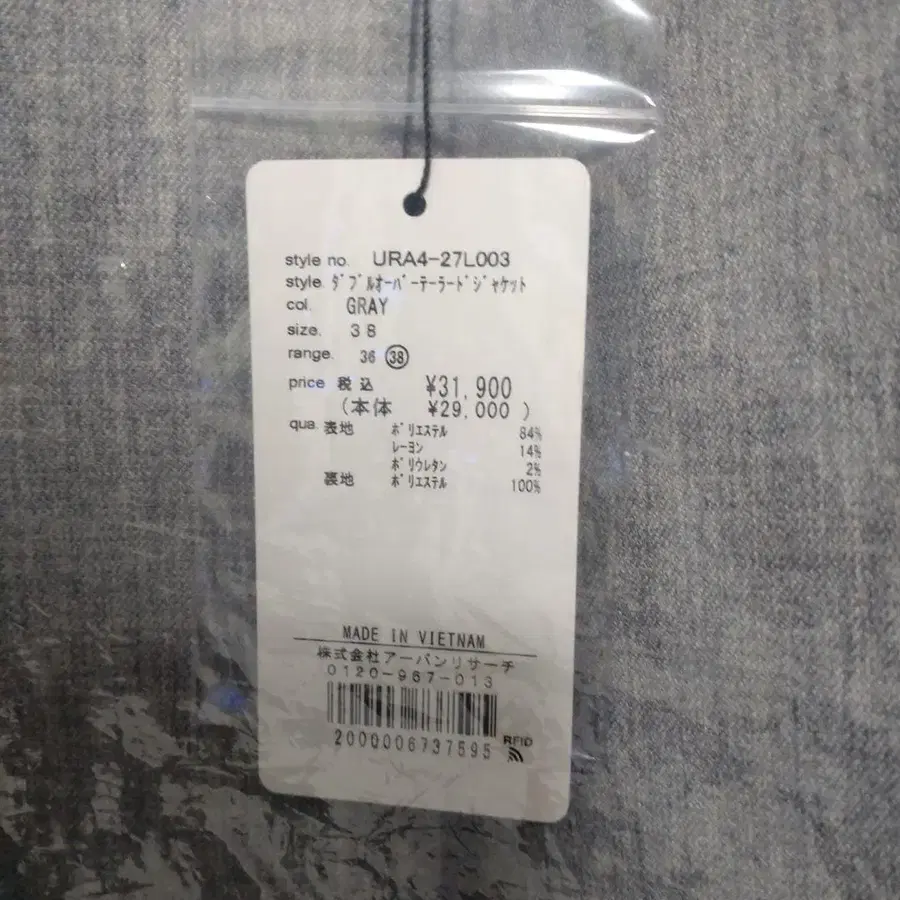 style no. URA4-27L003
style. ﾀﾞﾌﾞﾙｵｰﾊﾞｰﾃｰﾗｰﾄﾞｼﾞｬｹｯﾄ
col. GRAY
size. 38
range. 36 ㊳
price 税込 ¥31,900
(本体 ¥29,000 )
qua. 表地 ﾎﾟﾘｴｽﾃﾙ 84%
ﾚｰﾖﾝ 14%
ﾎﾟﾘｳﾚﾀﾝ 2%
裏地 ﾎﾟﾘｴｽﾃﾙ 100%
MADE IN VIETNAM
株式会社アーバンリサーチ
0120-967-013
2000006737595
RFID